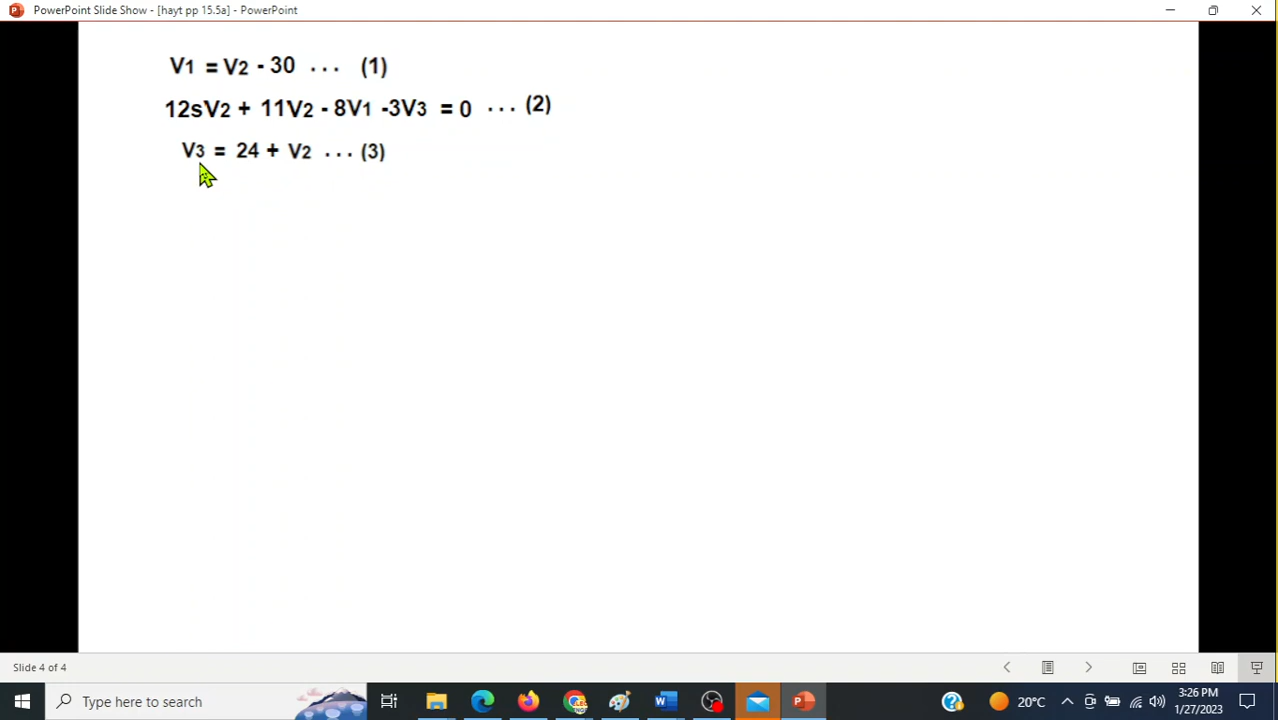 PowerPoint Slide Show - [hayt pp 15.5a] - PowerPoint
V1 = V2 - 30 ... (1)
12sV2 + 11V2 - 8V1 -3V3 = 0 ... (2)
V3 = 24 + V2 ... (3)
Slide 4 of 4
Type here to search
20°C
3:26 PM
1/27/2023